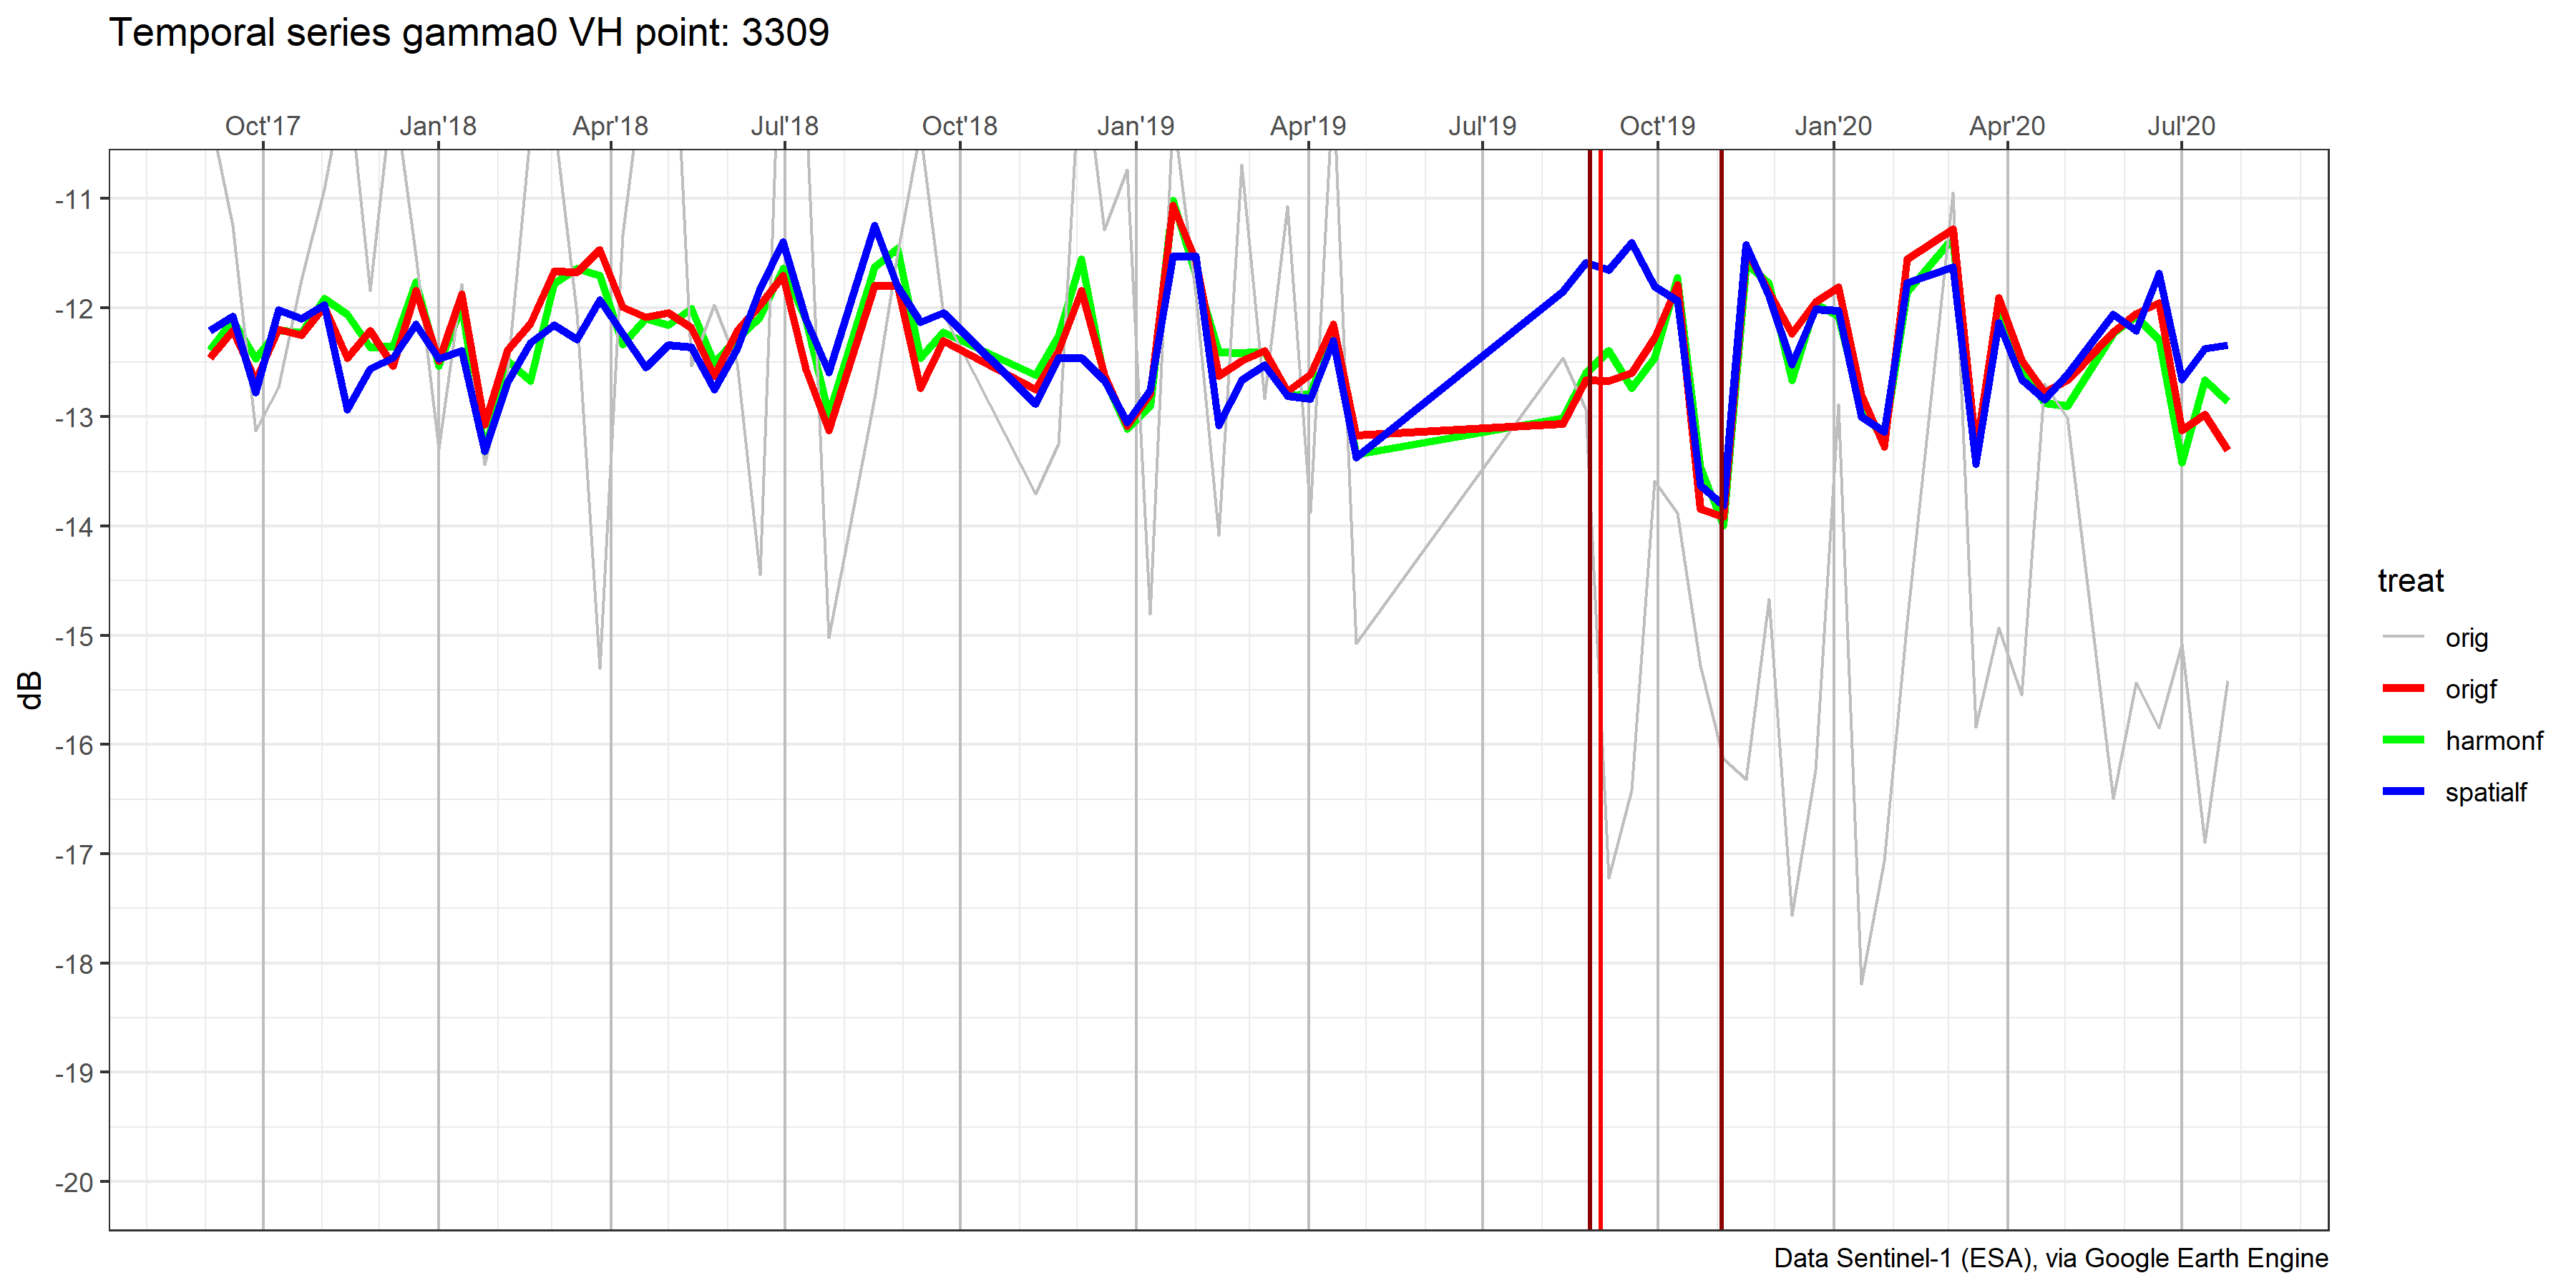 Temporal series gamma0 VH point: 3309
Oct'17 Jan'18 Apr'18 Jul'18 Oct'18 Jan'19 Apr'19 Jul'19 Oct'19 Jan'20 Apr'20 Jul'20
-11
-12
-13
-14
-15
-16
-17
-18
-19
-20
dB
treat
orig
origf
harmonf
spatialf
Data Sentinel-1 (ESA), via Google Earth Engine